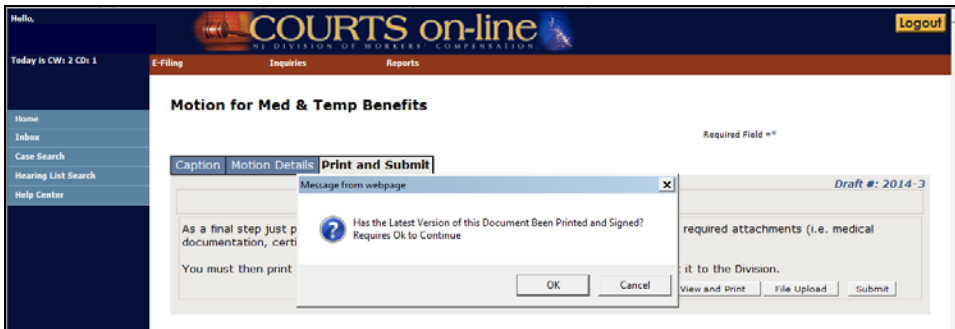 Hello,
COURTS on-line
NJ DIVISION OF WORKERS' COMPENSATION
Logout
Today is CW: 2 CD: 1
E-Filing Inquiries Reports
Motion for Med & Temp Benefits
Home
Required Field =*
Inbox
Case Search
Caption Motion Details Print and Submit
Hearing List Search
Message from webpage
Draft #: 2014-3
Help Center
Has the Latest Version of this Document Been Printed and Signed?
Requires Ok to Continue
As a final step just p
required attachments (i.e. medical
documentation, certi
You must then print
it to the Division.
OK Cancel
View and Print File Upload Submit